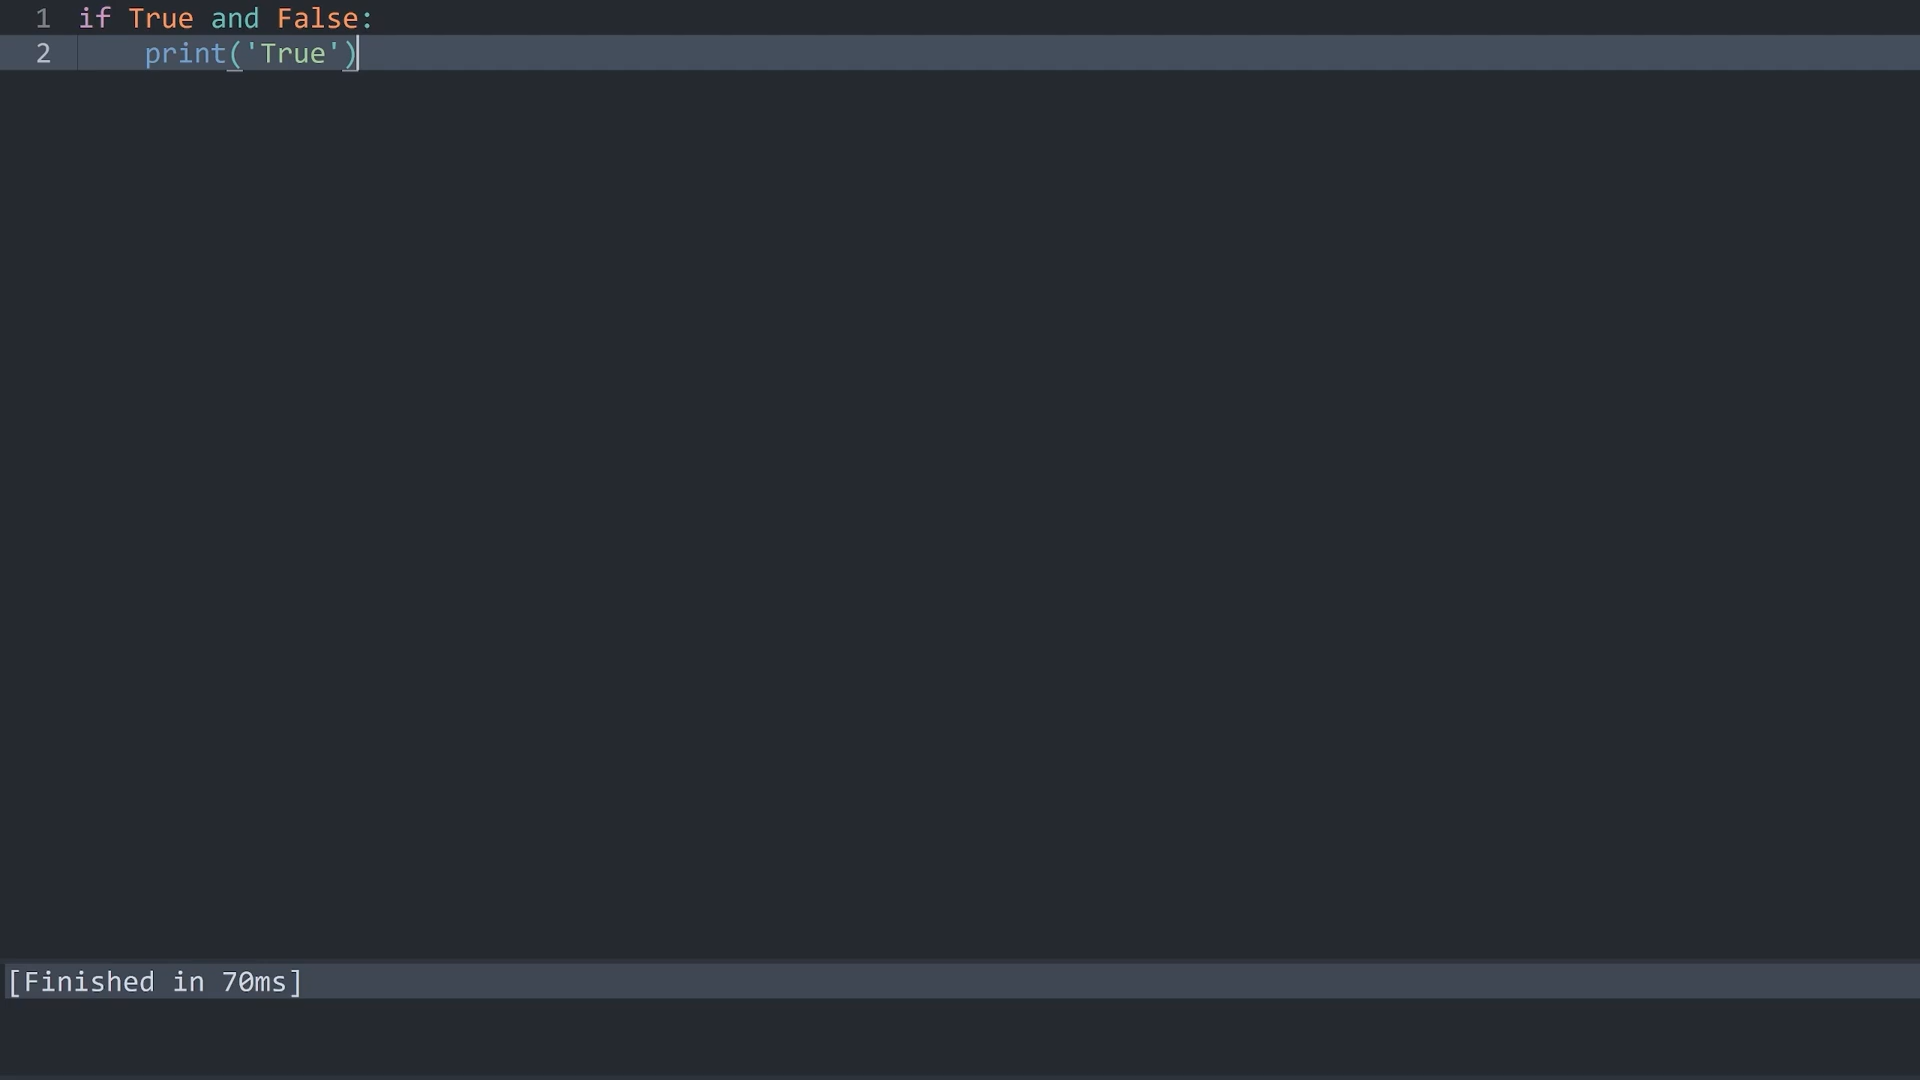 1 if True and False:
2     print('True')
[Finished in 70ms]